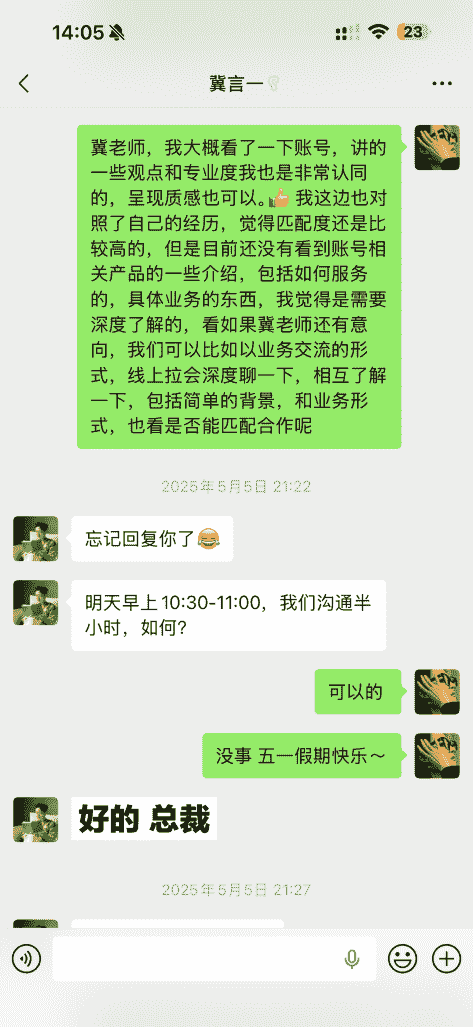 14:05
23
冀言一
冀老师，我大概看了一下账号，讲的
一些观点和专业度我也是非常认同
的，呈现质感也可以。👍 我这边也对
照了自己的经历，觉得匹配度还是比
较高的，但是目前还没有看到账号相
关产品的一些介绍，包括如何服务
的，具体业务的东西，我觉得是需要
深度了解的，看如果冀老师还有意
向，我们可以比如以业务交流的形
式，线上拉会深度聊一下，相互了解
一下，包括简单的背景，和业务形
式，也看是否能匹配合作呢
2025年5月5日 21:22
忘记回复你了😂
明天早上10:30-11:00，我们沟通半
小时，如何?
可以的
没事 五一假期快乐～
好的 总裁
2025年5月5日 21:27